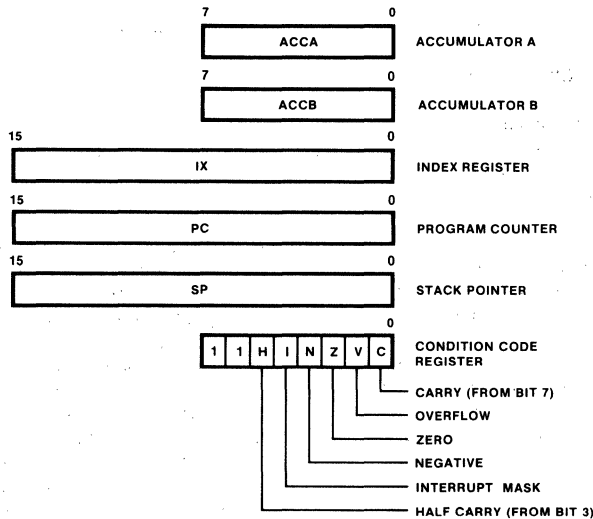 7 0
ACCA ACCUMULATOR A
7 0
ACCB ACCUMULATOR B
15 0
IX INDEX REGISTER
15 0
PC PROGRAM COUNTER
15 0
SP STACK POINTER
0
1 1 H I N Z V C CONDITION CODE
REGISTER
CARRY (FROM BIT 7)
OVERFLOW
ZERO
NEGATIVE
INTERRUPT MASK
HALF CARRY (FROM BIT 3)